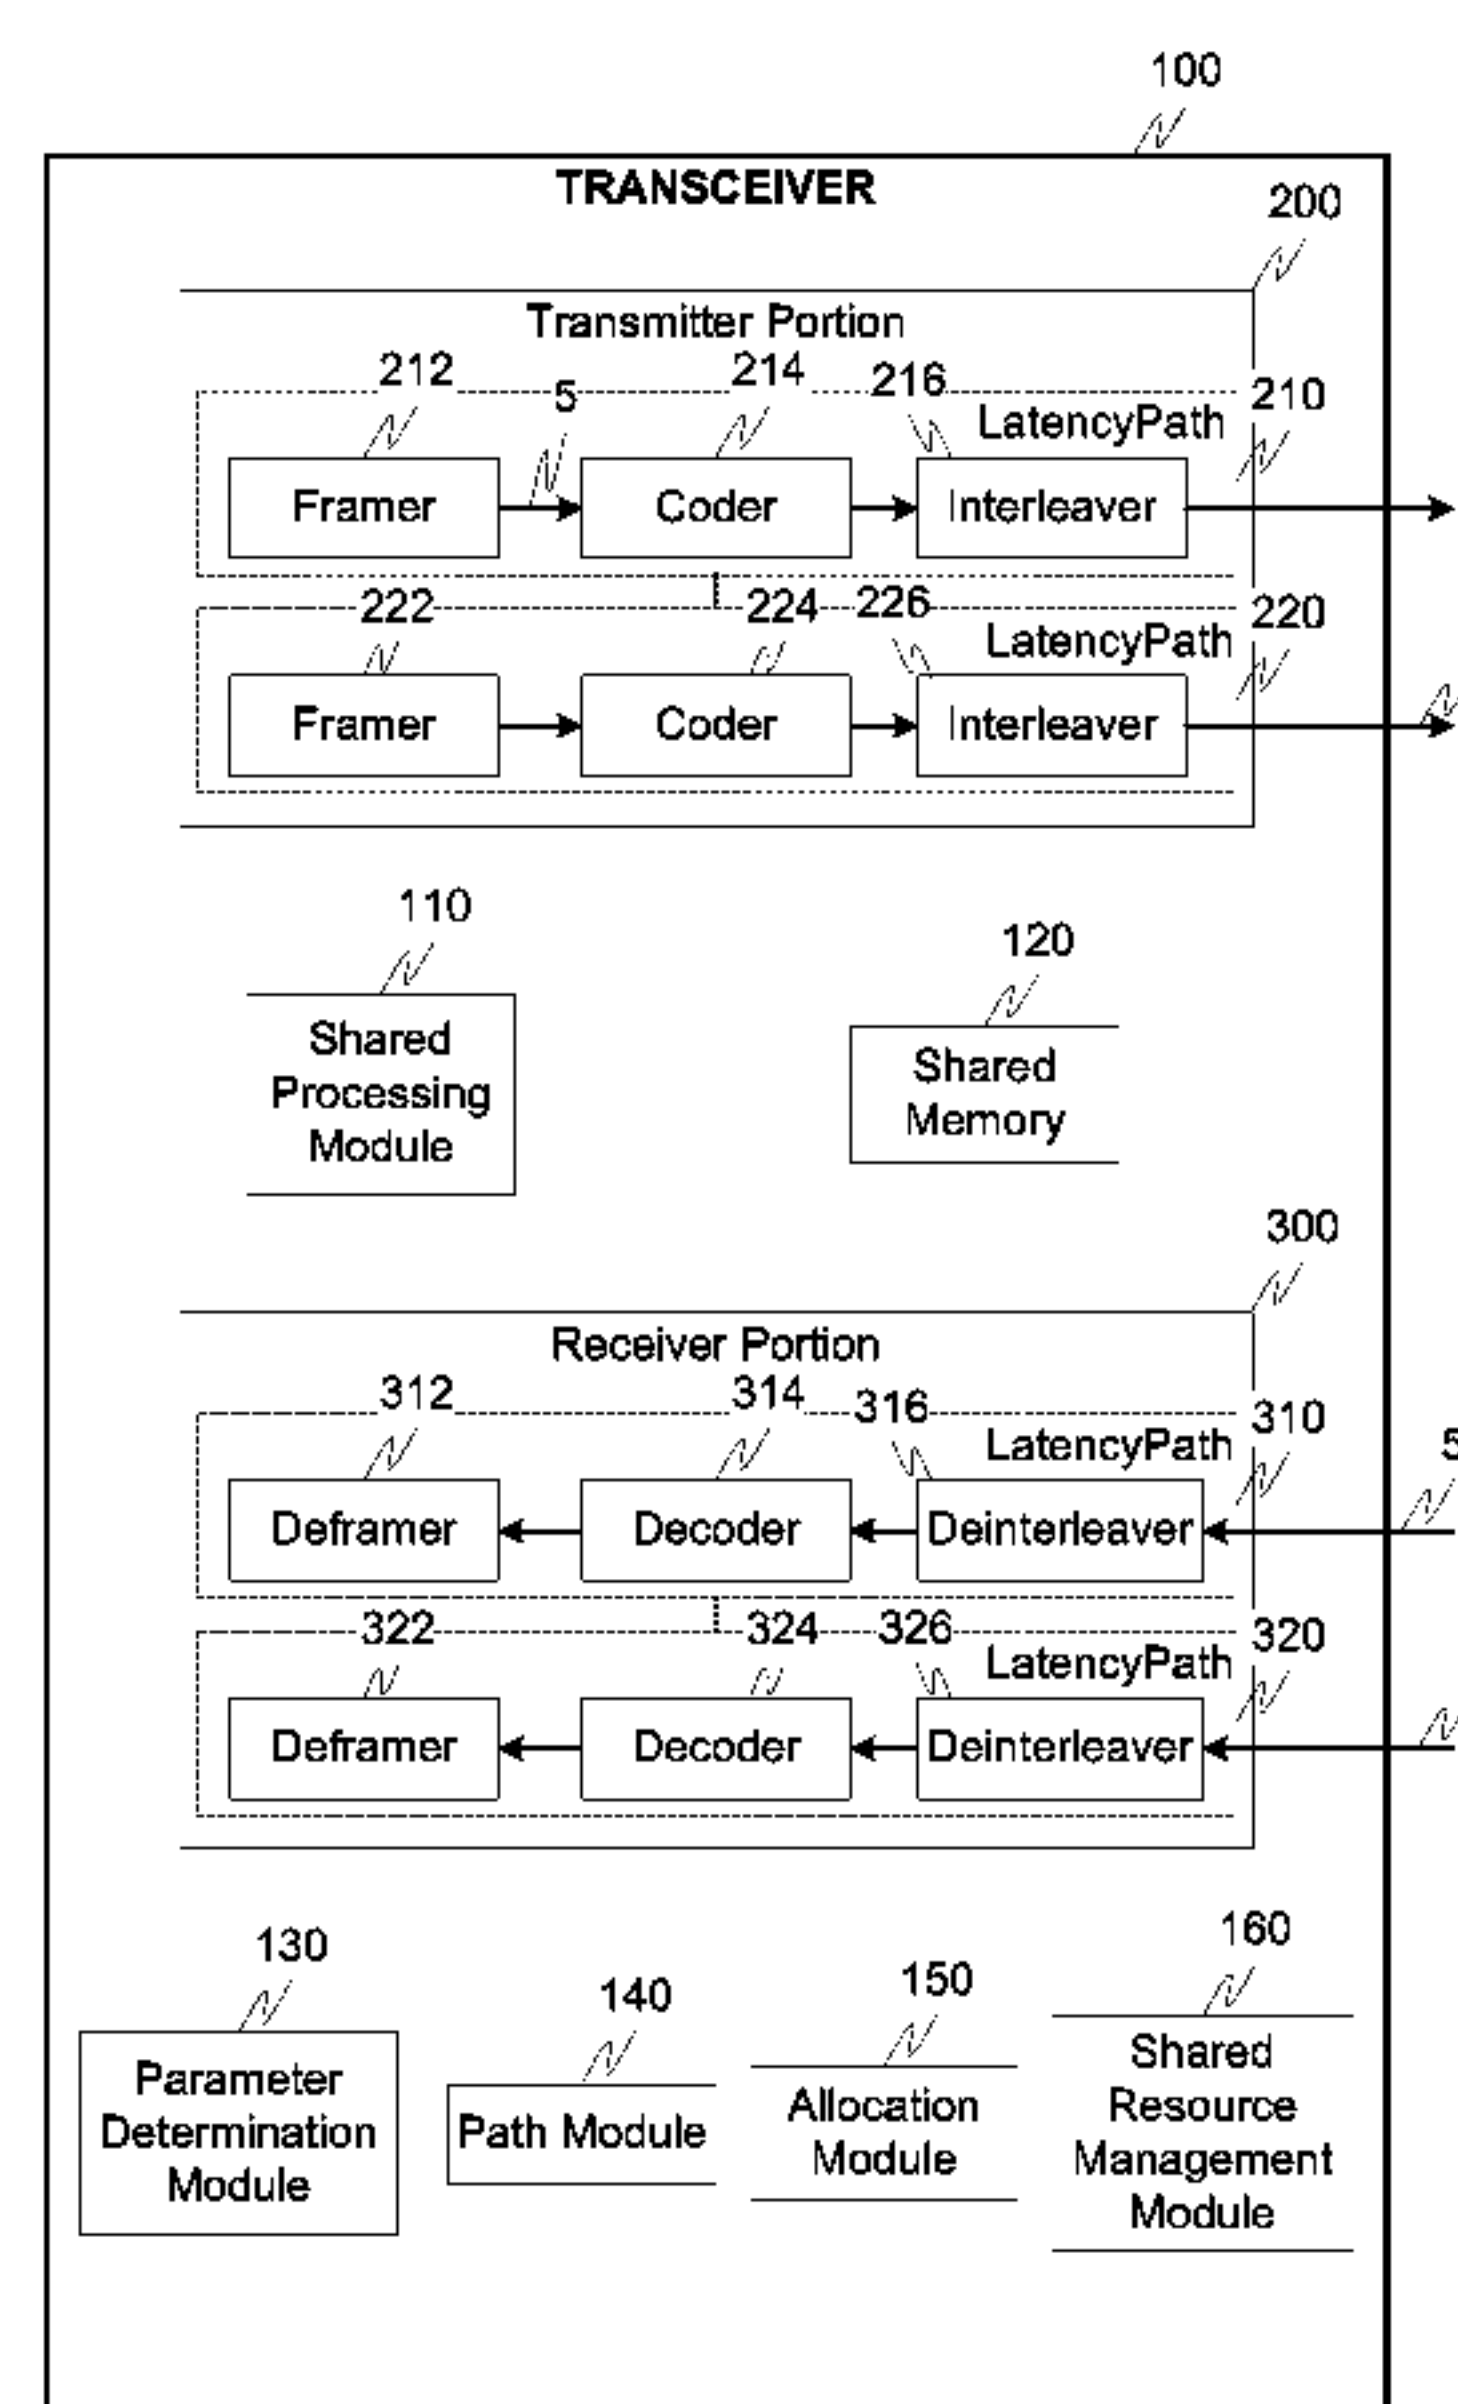 100
TRANSCEIVER
200
Transmitter Portion
212
5
214
216
LatencyPath
210
Framer
Coder
Interleaver
222
224
226
LatencyPath
220
Framer
Coder
Interleaver
110
Shared
Processing
Module
120
Shared
Memory
300
Receiver Portion
312
314
316
LatencyPath
310
5
Deframer
Decoder
Deinterleaver
322
324
326
LatencyPath
320
Deframer
Decoder
Deinterleaver
130
Parameter
Determination
Module
140
Path Module
150
Allocation
Module
160
Shared
Resource
Management
Module